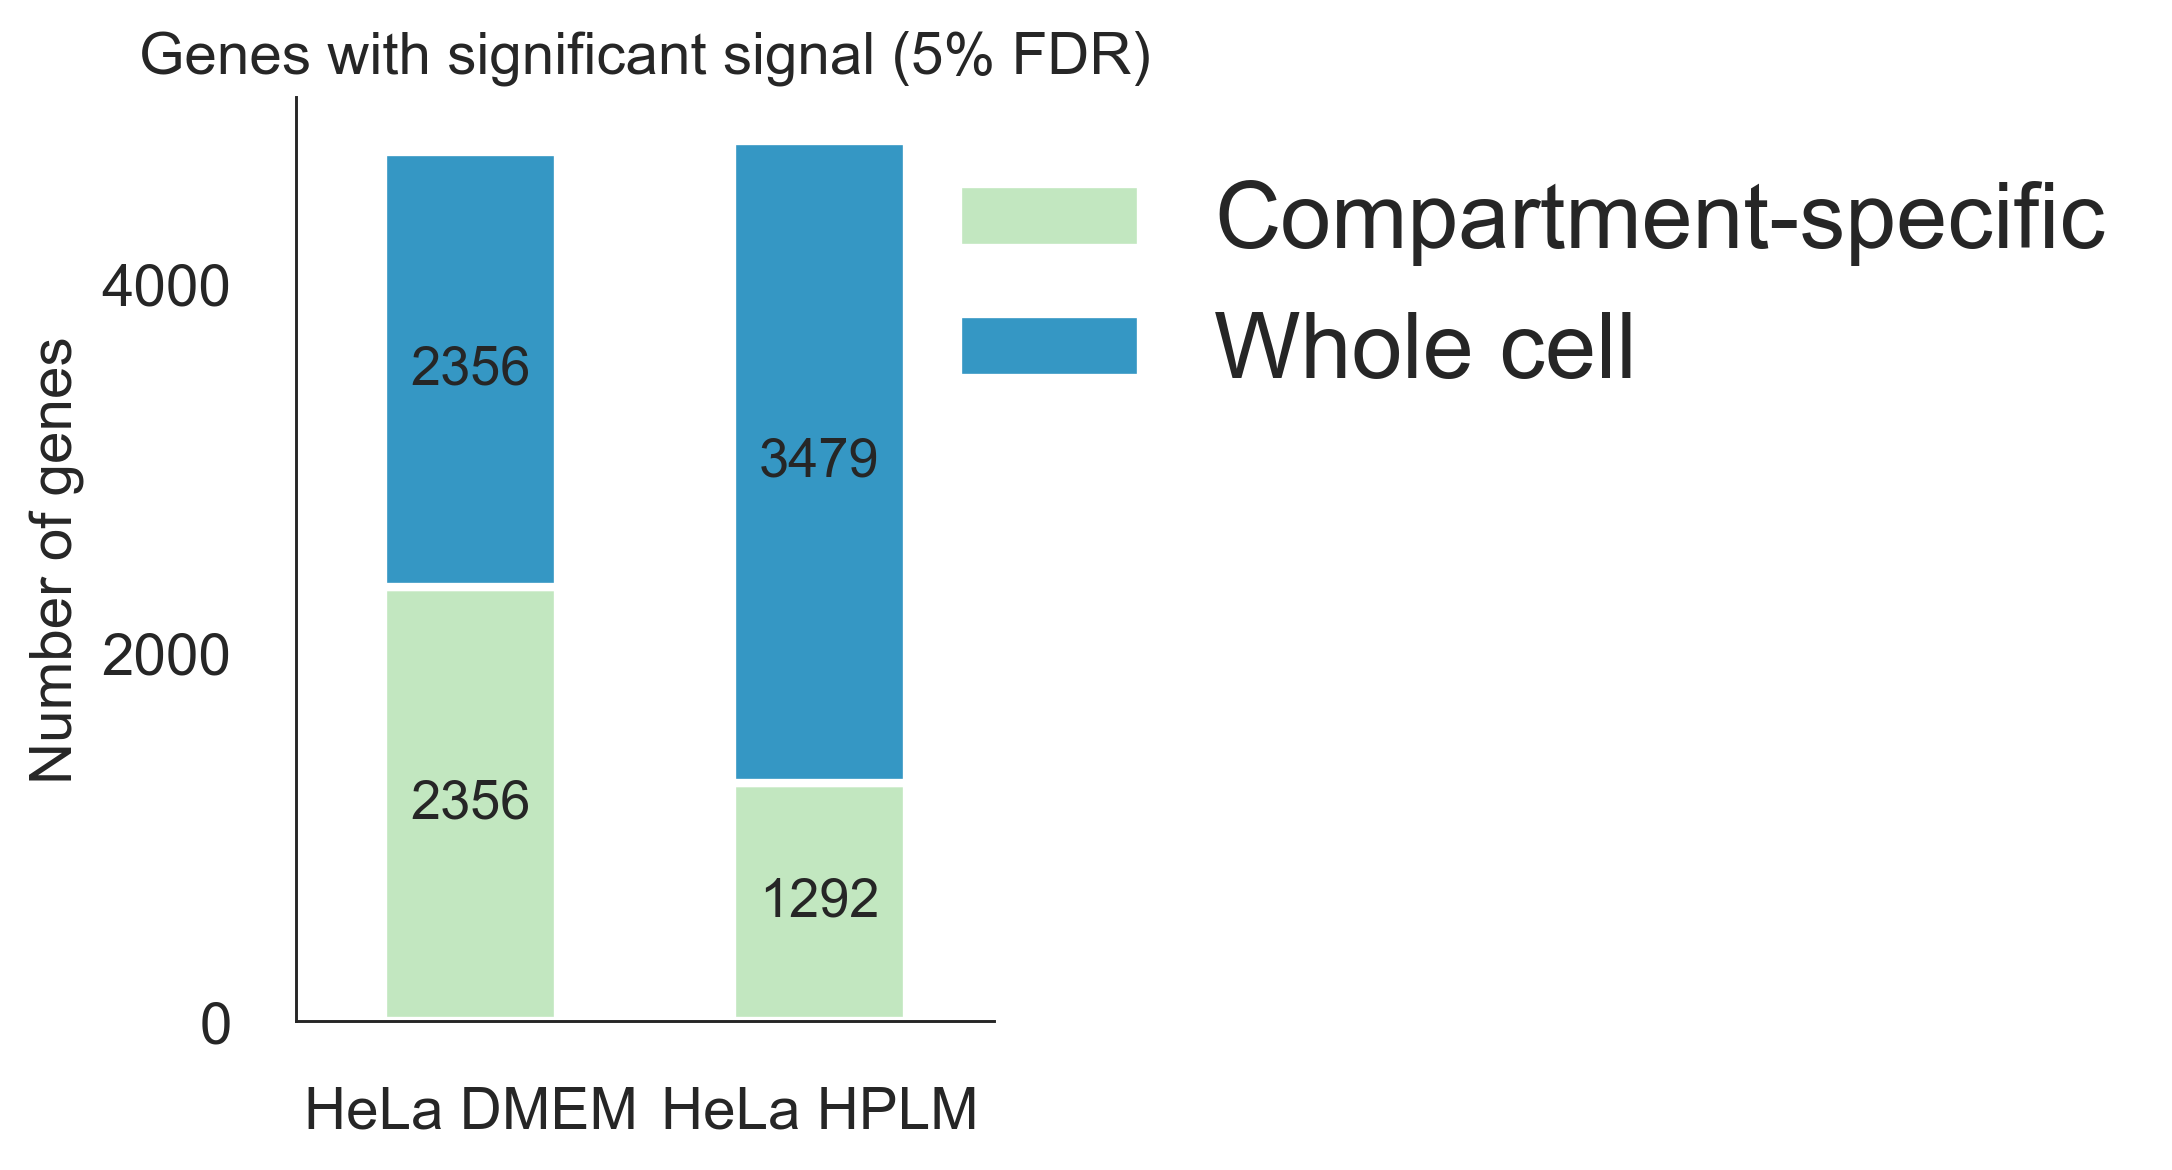 Genes with significant signal (5% FDR)
Number of genes
4000
2000
0
2356
2356
3479
1292
HeLa DMEM
HeLa HPLM
Compartment-specific
Whole cell